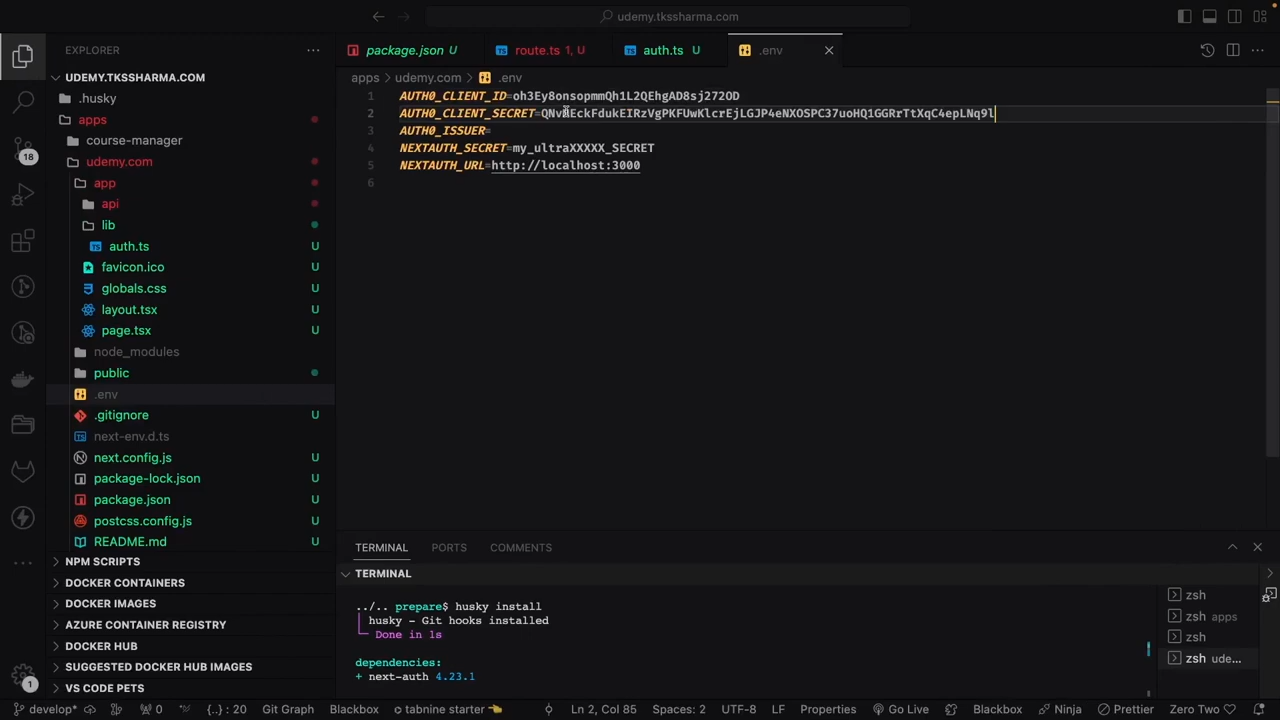 udemy.tkssharma.com
EXPLORER
package.json U
route.ts 1, U
auth.ts U
.env
UDEMY.TKSSHARMA.COM
apps > udemy.com > .env
.husky
apps
course-manager
udemy.com
app
api
lib
auth.ts U
favicon.ico U
globals.css U
layout.tsx U
page.tsx U
node_modules
public
.env
.gitignore U
next-env.d.ts
next.config.js U
package-lock.json U
package.json U
postcss.config.js U
README.md U
NPM SCRIPTS
DOCKER CONTAINERS
DOCKER IMAGES
AZURE CONTAINER REGISTRY
DOCKER HUB
SUGGESTED DOCKER HUB IMAGES
VS CODE PETS
18
1
1 AUTH0_CLIENT_ID=oh3Ey8onsopmmQh1L2QEhgAD8sj272OD
2 AUTH0_CLIENT_SECRET=
3 AUTH0_ISSUER=
4 NEXTAUTH_SECRET=my_ultraXXXXX_SECRET
5 NEXTAUTH_URL=http://localhost:3000
6
TERMINAL
PORTS
COMMENTS
TERMINAL
../.. prepare$ husky install
husky - Git hooks installed
Done in 1s
dependencies:
+ next-auth 4.23.1
zsh
zsh apps
zsh
zsh ude...
develop*
0
{..} : 20
Git Graph
Blackbox
tabnine starter
Ln 2, Col 85
Spaces: 2
UTF-8
LF
Properties
Go Live
Blackbox
Ninja
Prettier
Zero Two